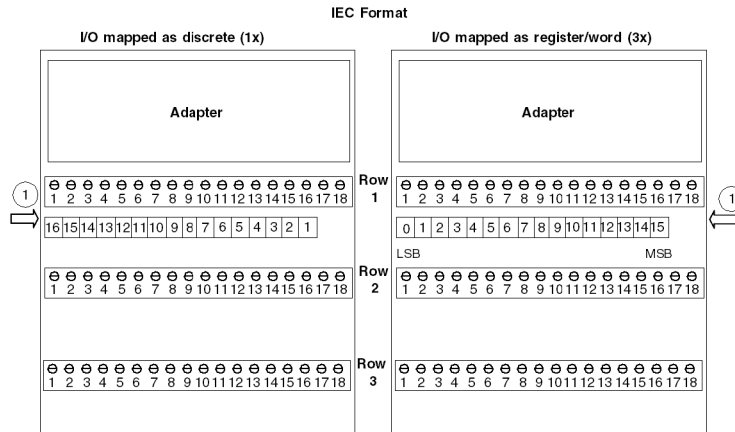 IEC Format
I/O mapped as discrete (1x) I/O mapped as register/word (3x)
Adapter Adapter
Row
1 2 3 4 5 6 7 8 9 10 11 12 13 14 15 16 17 18 1 1 2 3 4 5 6 7 8 9 10 11 12 13 14 15 16 17 18
1 1
16 15 14 13 12 11 10 9 8 7 6 5 4 3 2 1 0 1 2 3 4 5 6 7 8 9 10 11 12 13 14 15
LSB MSB
Row
1 2 3 4 5 6 7 8 9 10 11 12 13 14 15 16 17 18 2 1 2 3 4 5 6 7 8 9 10 11 12 13 14 15 16 17 18
Row
1 2 3 4 5 6 7 8 9 10 11 12 13 14 15 16 17 18 3 1 2 3 4 5 6 7 8 9 10 11 12 13 14 15 16 17 18